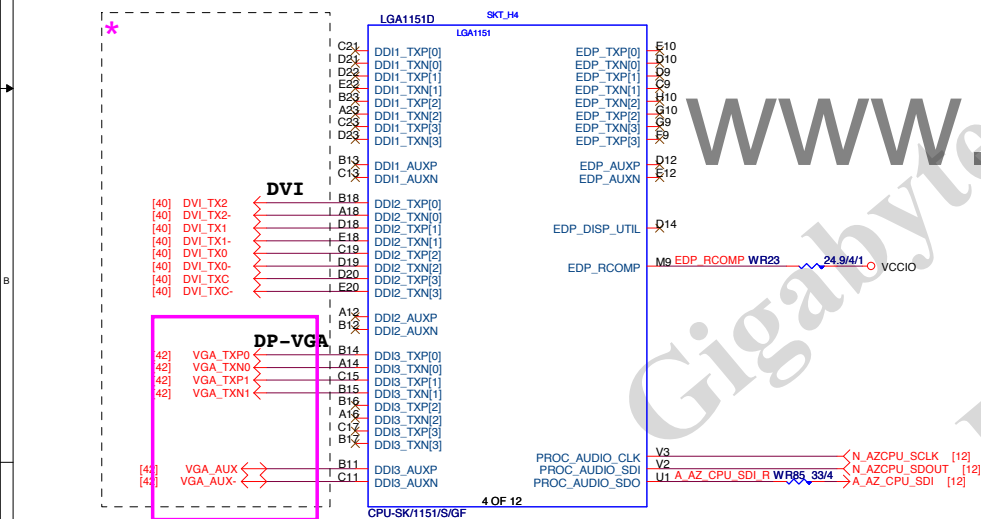 LGA1151D
SKT_H4
LGA1151
*
C21 DDI1_TXP[0] EDP_TXP[0] E10
D21 DDI1_TXN[0] EDP_TXN[0] D10
D22 DDI1_TXP[1] EDP_TXP[1] D9
E22 DDI1_TXN[1] EDP_TXN[1] C9
B23 DDI1_TXP[2] EDP_TXN[2] H10
A23 DDI1_TXN[2] EDP_TXP[2] G10
C23 DDI1_TXP[3] EDP_TXN[3] G9
D23 DDI1_TXN[3] EDP_TXP[3] F9
B13 DDI1_AUXP EDP_AUXP D12
C13 DDI1_AUXN EDP_AUXN E12
DVI
[40] DVI_TX2 B18 DDI2_TXP[0]
[40] DVI_TX2- A18 DDI2_TXN[0]
[40] DVI_TX1 D18 DDI2_TXP[1] EDP_DISP_UTIL D14
[40] DVI_TX1- E18 DDI2_TXN[1]
[40] DVI_TX0 C19 DDI2_TXP[2]
[40] DVI_TX0- D19 DDI2_TXN[2] EDP_RCOMP M9 EDP_RCOMP WR23 24.9/4/1 VCCIO
[40] DVI_TXC D20 DDI2_TXP[3]
[40] DVI_TXC- E20 DDI2_TXN[3]
B
A12 DDI2_AUXP
B12 DDI2_AUXN
DP-VGA
[42] VGA_TXP0 B14 DDI3_TXP[0]
[42] VGA_TXN0 A14 DDI3_TXN[0]
[42] VGA_TXP1 C15 DDI3_TXP[1]
[42] VGA_TXN1 B15 DDI3_TXN[1]
B16 DDI3_TXP[2]
A16 DDI3_TXN[2]
C17 DDI3_TXP[3]
B17 DDI3_TXN[3]
PROC_AUDIO_CLK V3 N_AZCPU_SCLK [12]
[42] VGA_AUX B11 DDI3_AUXP PROC_AUDIO_SDI V2 N_AZCPU_SDOUT [12]
[42] VGA_AUX- C11 DDI3_AUXN PROC_AUDIO_SDO U1 A_AZ_CPU_SDI_R WR85 33/4 A_AZ_CPU_SDI [12]
4 OF 12
CPU-SK/1151/S/GF
www.
Gigabyte